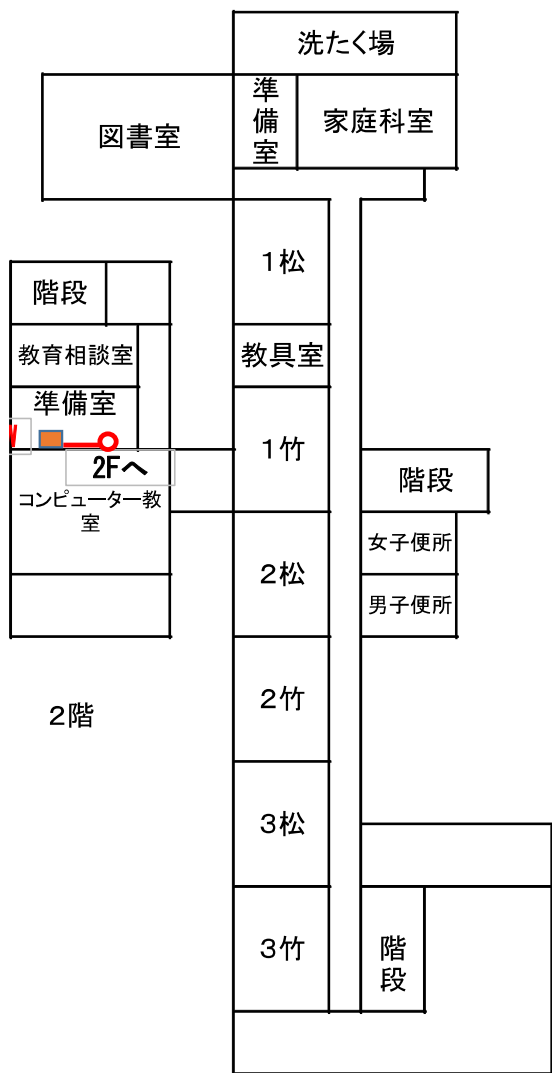 洗たく場
準備室
家庭科室
図書室
1松
階段
教育相談室
教具室
準備室
1竹
2Fへ
階段
コンピューター教
室
女子便所
2松
男子便所
2竹
2階
3松
3竹
階段